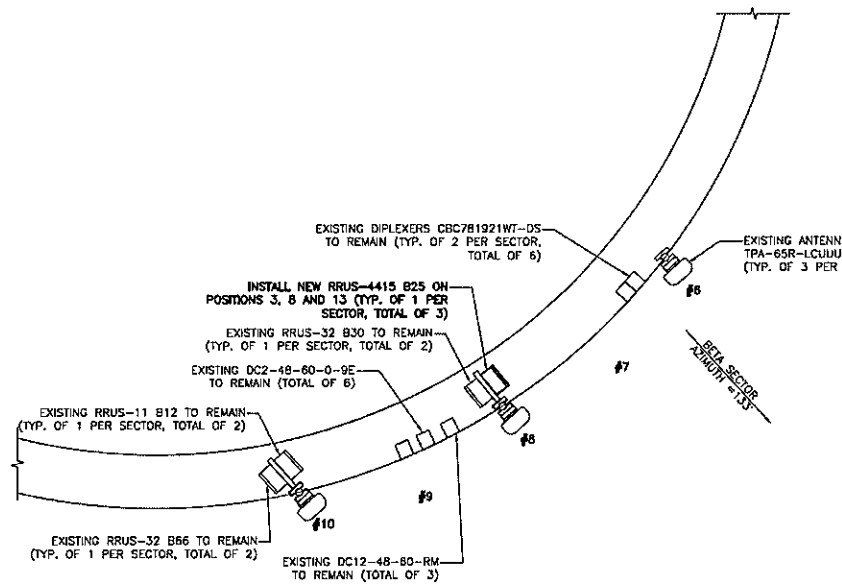 EXISTING DIPLEXERS CBC781921WT-DS
TO REMAIN (TYP. OF 2 PER SECTOR,
TOTAL OF 6)
EXISTING ANTENN
TPA-65R-LCUUU
(TYP. OF 3 PER
#6
INSTALL NEW RRUS-4415 B25 ON
POSITIONS 3, 8 AND 13 (TYP. OF 1 PER
SECTOR, TOTAL OF 3)
EXISTING RRUS-32 B30 TO REMAIN
(TYP. OF 1 PER SECTOR, TOTAL OF 2)
#7
BETA SECTOR
AZIMUTH =133°
EXISTING DC2-48-60-0-9E
TO REMAIN (TOTAL OF 6)
#8
EXISTING RRUS-11 B12 TO REMAIN
(TYP. OF 1 PER SECTOR, TOTAL OF 2)
#9
#10
EXISTING RRUS-32 B66 TO REMAIN
(TYP. OF 1 PER SECTOR, TOTAL OF 2)
EXISTING DC12-48-60-RM
TO REMAIN (TOTAL OF 3)